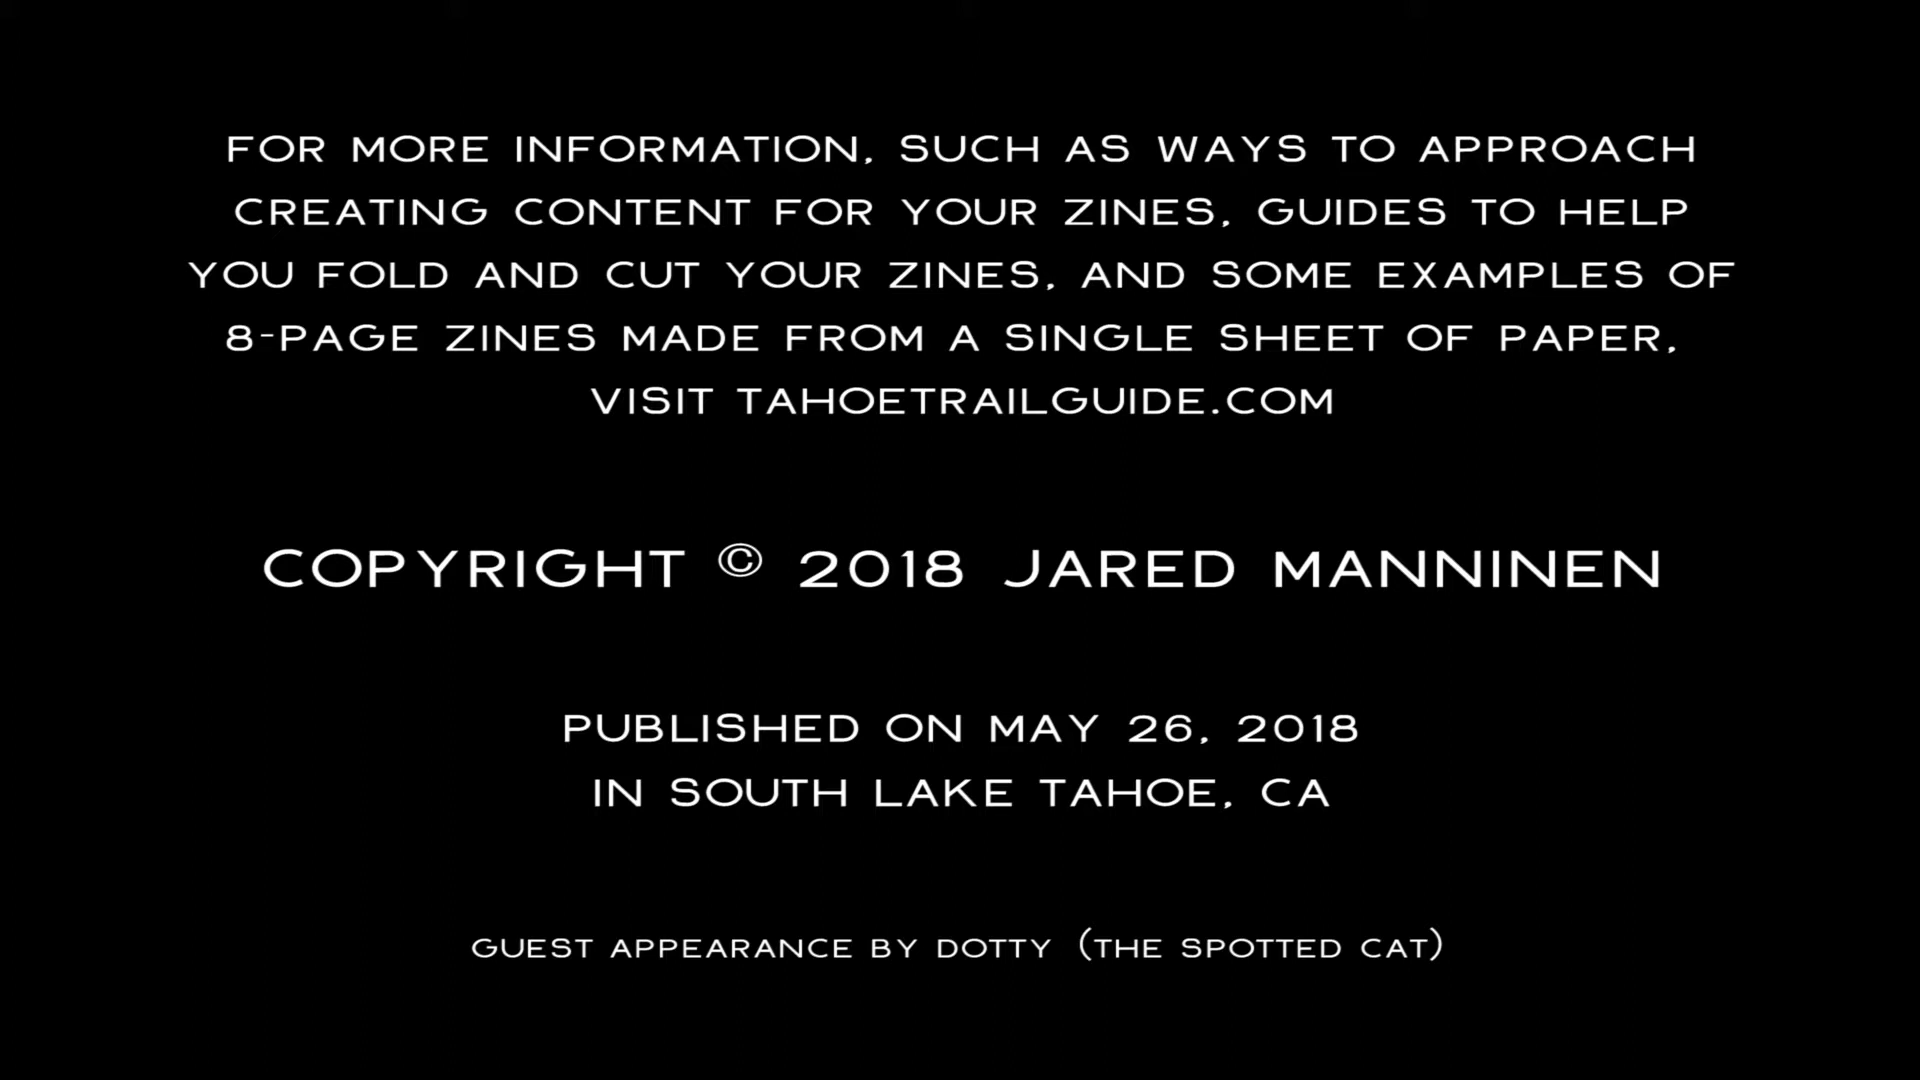 FOR MORE INFORMATION, SUCH AS WAYS TO APPROACH
CREATING CONTENT FOR YOUR ZINES, GUIDES TO HELP
YOU FOLD AND CUT YOUR ZINES, AND SOME EXAMPLES OF
8-PAGE ZINES MADE FROM A SINGLE SHEET OF PAPER,
VISIT TAHOETRAILGUIDE.COM
COPYRIGHT © 2018 JARED MANNINEN
PUBLISHED ON MAY 26, 2018
IN SOUTH LAKE TAHOE, CA
GUEST APPEARANCE BY DOTTY (THE SPOTTED CAT)